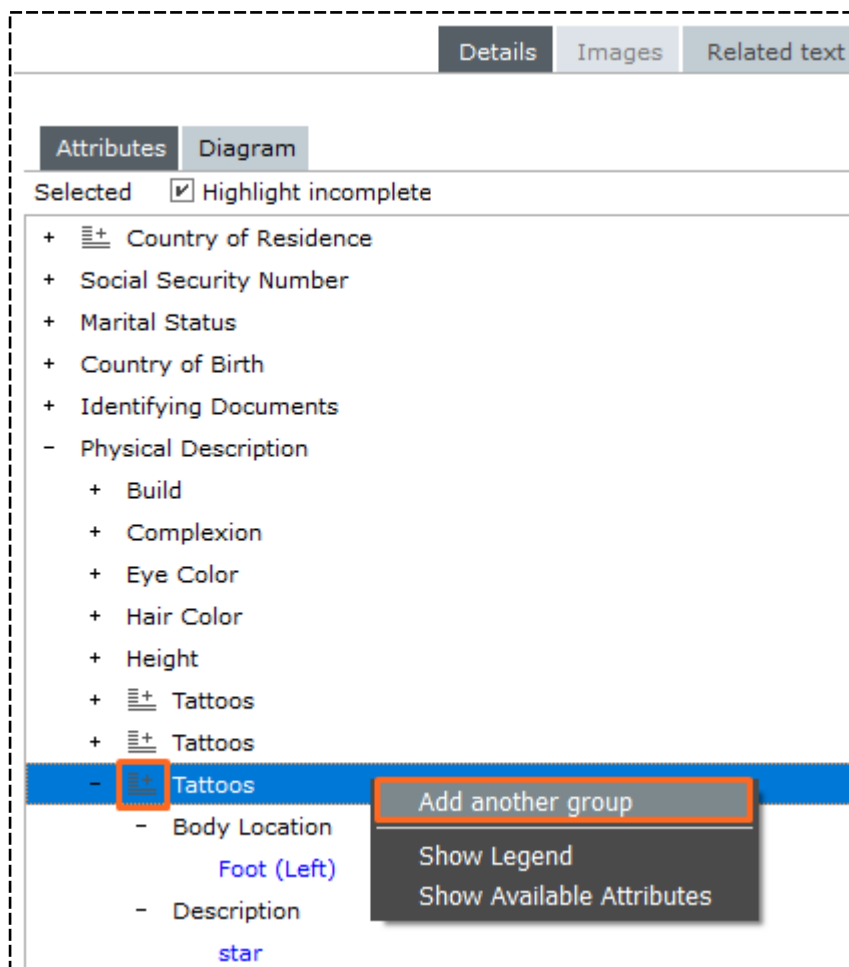 Details Images Related text
Attributes Diagram
Selected Highlight incomplete
+ Country of Residence
+ Social Security Number
+ Marital Status
+ Country of Birth
+ Identifying Documents
- Physical Description
+ Build
+ Complexion
+ Eye Color
+ Hair Color
+ Height
+ Tattoos
+ Tattoos
- Tattoos
Add another group
- Body Location
Foot (Left)
Show Legend
Show Available Attributes
- Description
star